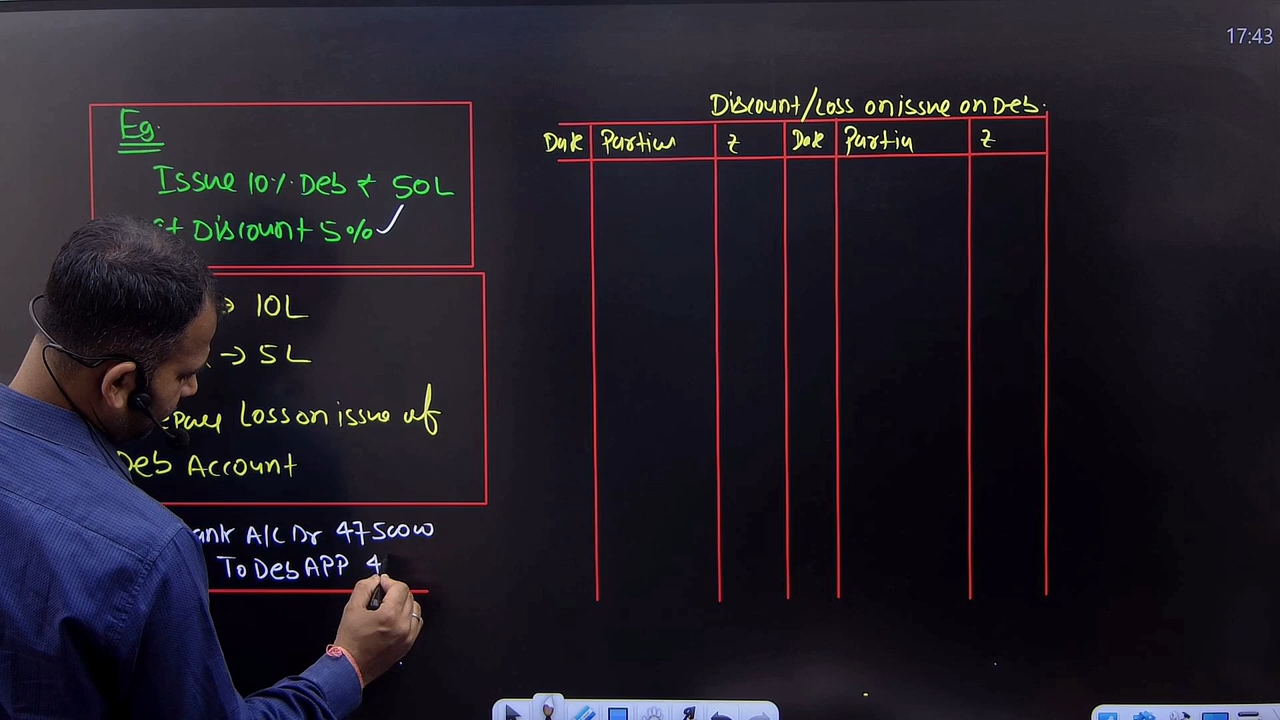 17:43
Eg.
Issue 10% Deb ₹ 50L
Discount 5%
→ 10L
→ 5L
Loss on issue of
Deb Account
A/c Dr 4750000
To Deb APP 4
Discount/Loss on issue on Deb.
Date Particu ₹ Date Particu ₹